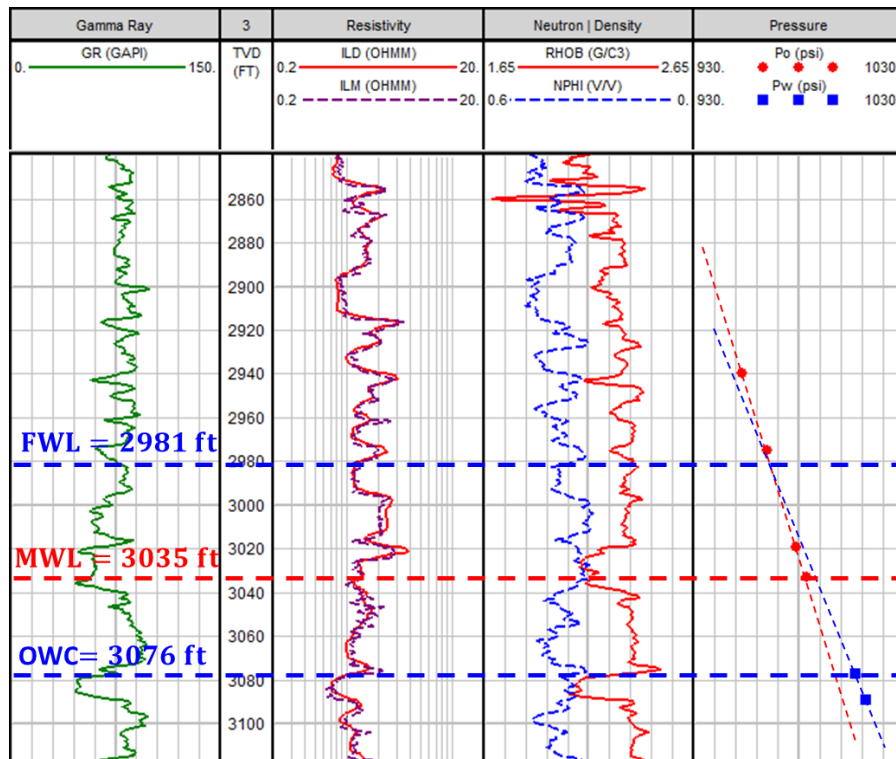 Gamma Ray 3 Resistivity Neutron | Density Pressure
GR (GAPI) TVD ILD (OHMM) RHOB (G/C3) Po (psi)
0. 150. (FT) 0.2 20. 1.65 2.65 930. 1030
ILM (OHMM) NPHI (V/V) Pw (psi)
0.2 20. 0.6 0. 930. 1030
2860
2880
2900
2920
2940
2960
FWL = 2981 ft
2980
3000
3020
MWL = 3035 ft
3040
3060
OWC= 3076 ft
3080
3100